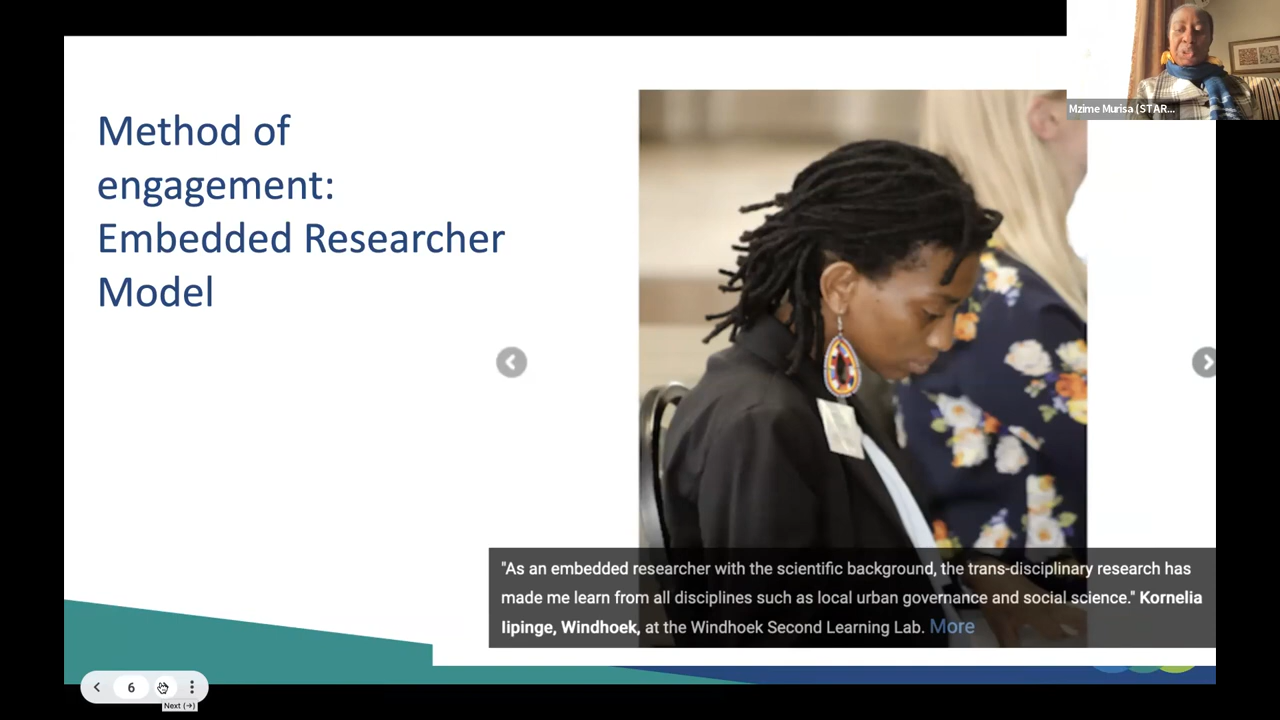 Mzime Murisa (STAR...
Method of
engagement:
Embedded Researcher
Model
"As an embedded researcher with the scientific background, the trans-disciplinary research has
made me learn from all disciplines such as local urban governance and social science." Kornelia
Iipinge, Windhoek, at the Windhoek Second Learning Lab. More
6
Next (→)